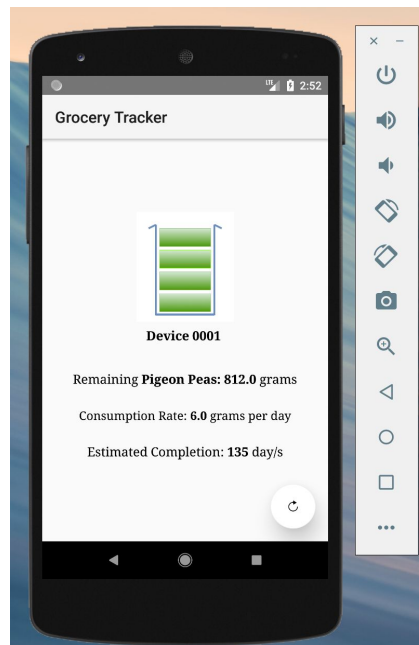 LTE 2:52
Grocery Tracker
Device 0001
Remaining Pigeon Peas: 812.0 grams
Consumption Rate: 6.0 grams per day
Estimated Completion: 135 day/s